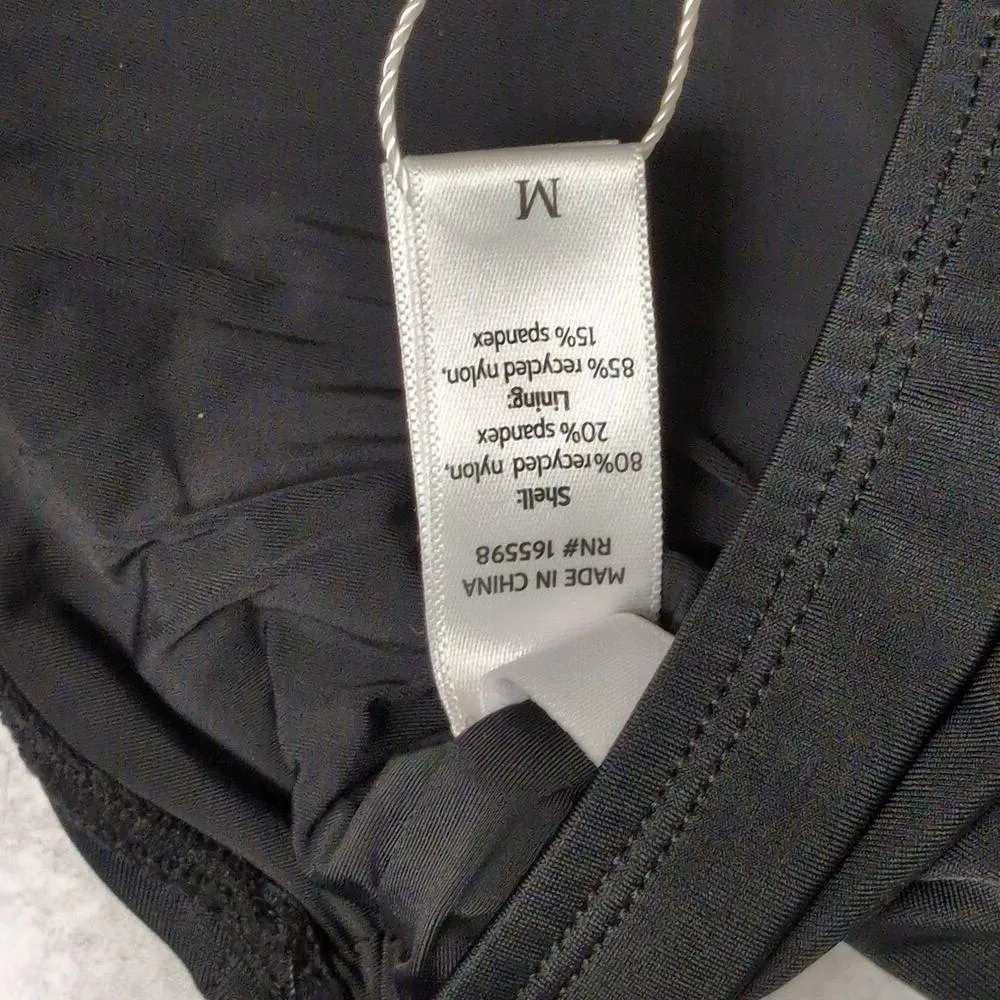 MADE IN CHINA
RN# 165598
Shell:
80% recycled nylon,
20% spandex
Lining:
85% recycled nylon,
15% spandex
M